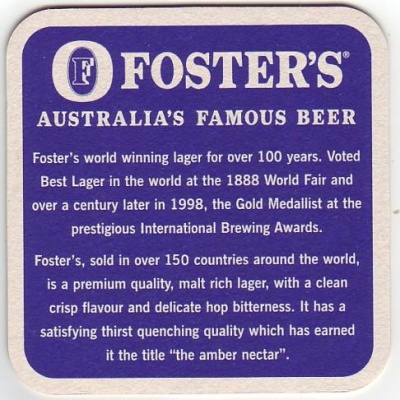 F FOSTER'S®
AUSTRALIA'S FAMOUS BEER
Foster's world winning lager for over 100 years. Voted
Best Lager in the world at the 1888 World Fair and
over a century later in 1998, the Gold Medallist at the
prestigious International Brewing Awards.
Foster's, sold in over 150 countries around the world,
is a premium quality, malt rich lager, with a clean
crisp flavour and delicate hop bitterness. It has a
satisfying thirst quenching quality which has earned
it the title “the amber nectar”.